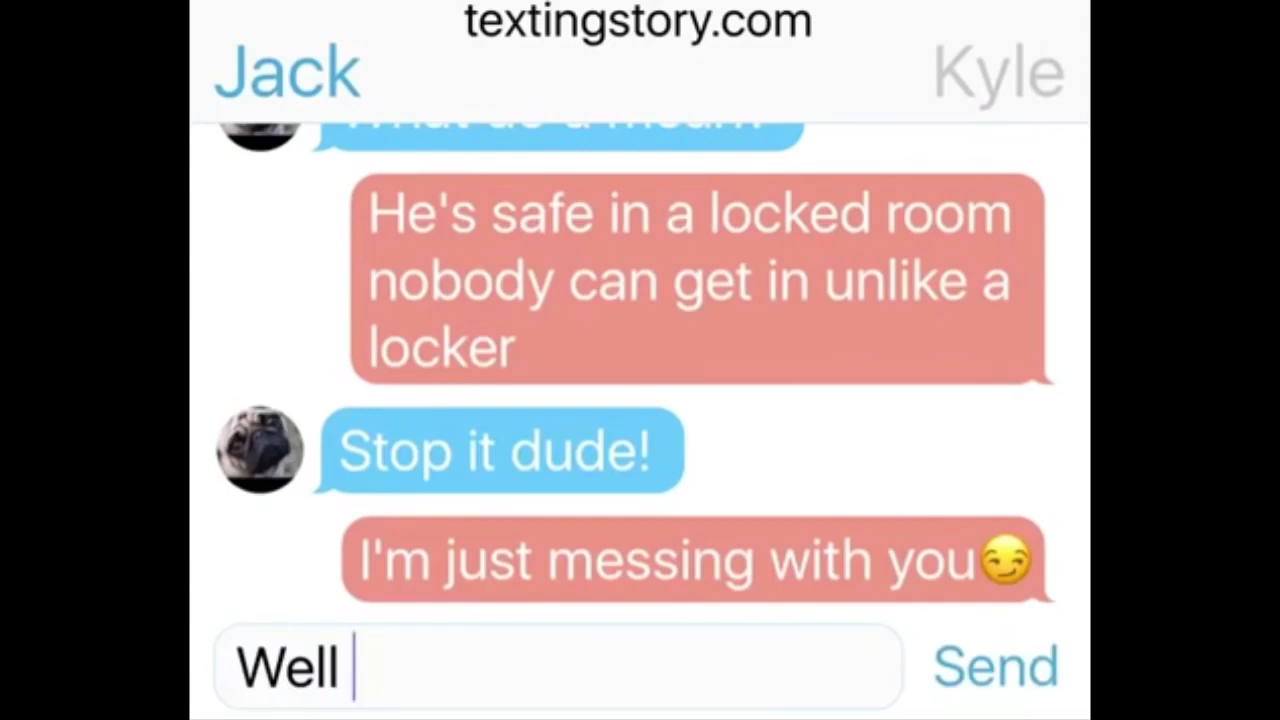 textingstory.com
Jack
Kyle
He's safe in a locked room
nobody can get in unlike a
locker
Stop it dude!
I'm just messing with you😏
Well
Send